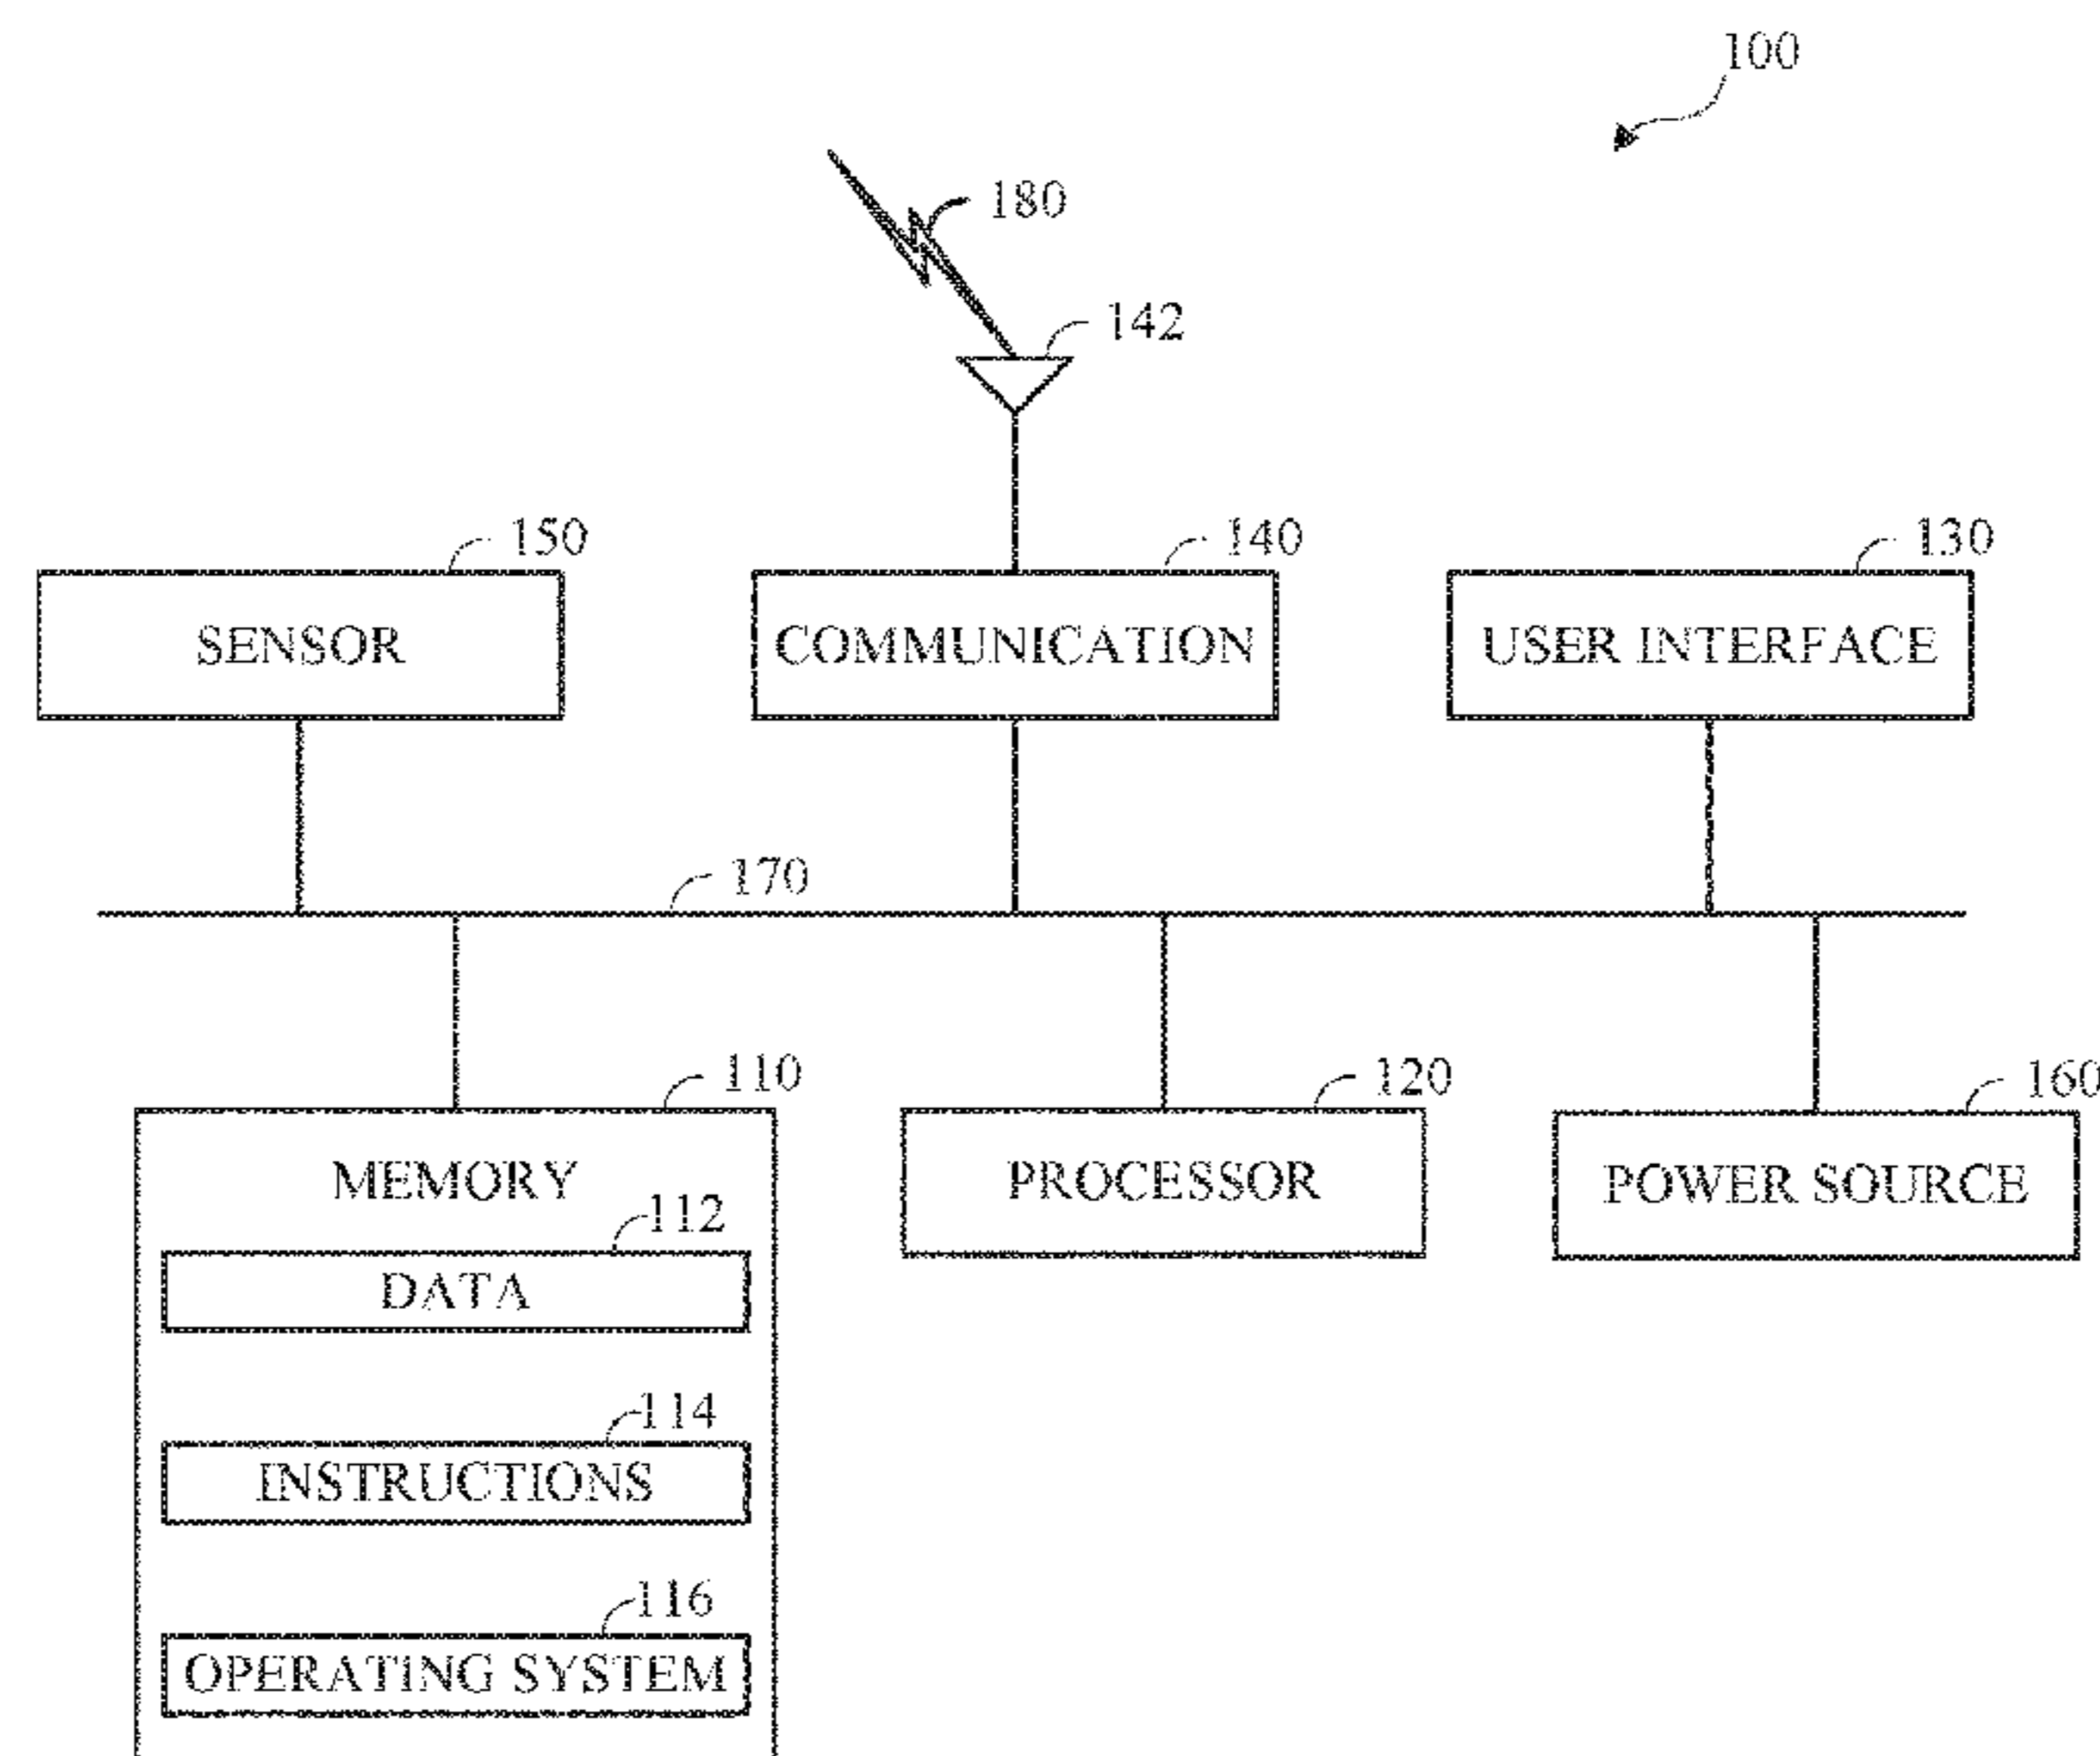 100
180
142
150 140 130
SENSOR COMMUNICATION USER INTERFACE
170
110 120 160
MEMORY PROCESSOR POWER SOURCE
112
DATA
114
INSTRUCTIONS
116
OPERATING SYSTEM